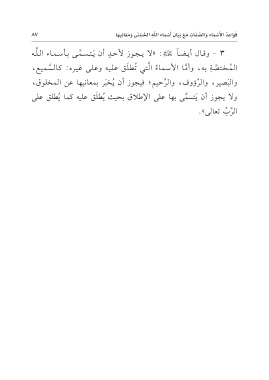 قواعد الأسماء والصفات مع بيان أسماء الله الحسنى ومعانيها ٨٧
٣ - وقال أيضاً ﷺ: «لا يجوز لأحدٍ أن يَتسمَّى بأسماء اللَّه
المُختصَّةِ به، وأمَّا الأسماءُ الَّتي تُطلَق عليه وعلى غيره: كالسَّميع،
والبَصير، والرَّؤوف، والرَّحيم؛ فيجوز أن يُخبَر بمعانيها عن المخلوق،
ولا يجوز أن يَتسمَّى بها على الإطلاق بحيث يُطلَق عليه كما يُطلق على
الرَّبِّ تعالى».